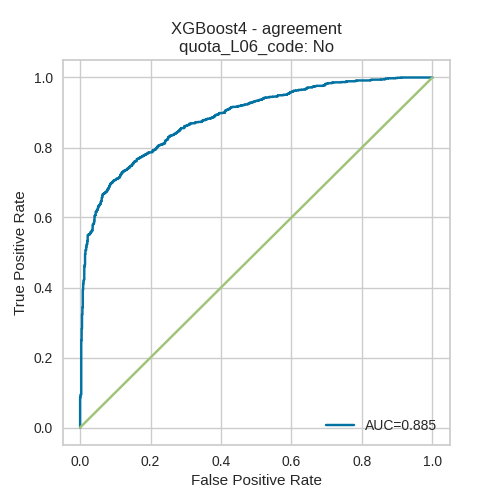 XGBoost4 - agreement
quota_L06_code: No
True Positive Rate
1.0
0.8
0.6
0.4
0.2
0.0
AUC=0.885
0.0 0.2 0.4 0.6 0.8 1.0
False Positive Rate